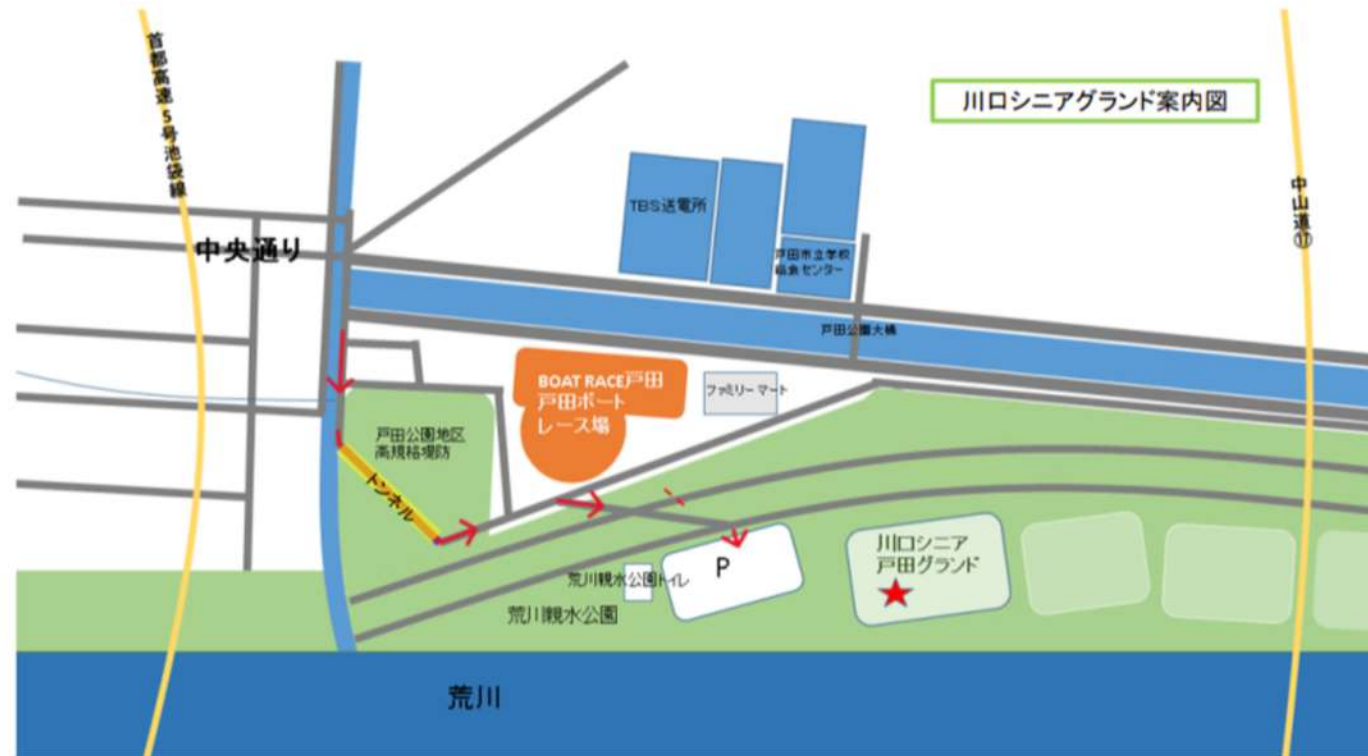 首都高速5号池袋線
川口シニアグランド案内図
中山道⑰
TBS送電所
戸田市立学校
給食センター
中央通り
戸田公園大橋
BOAT RACE戸田
戸田ボート
レース場
ファミリーマート
戸田公園地区
高規格堤防
トンネル
川口シニア
戸田グランド
P
荒川親水公園トイレ
荒川親水公園
荒川